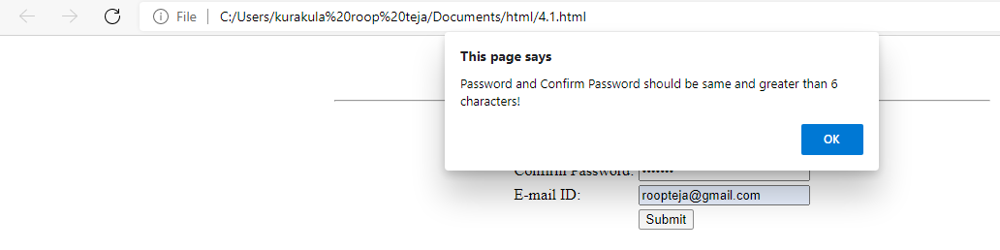 File
C:/Users/kurakula%20roop%20teja/Documents/html/4.1.html
This page says
Password and Confirm Password should be same and greater than 6
characters!
OK
Confirm Password:
E-mail ID:
roopteja@gmail.com
Submit